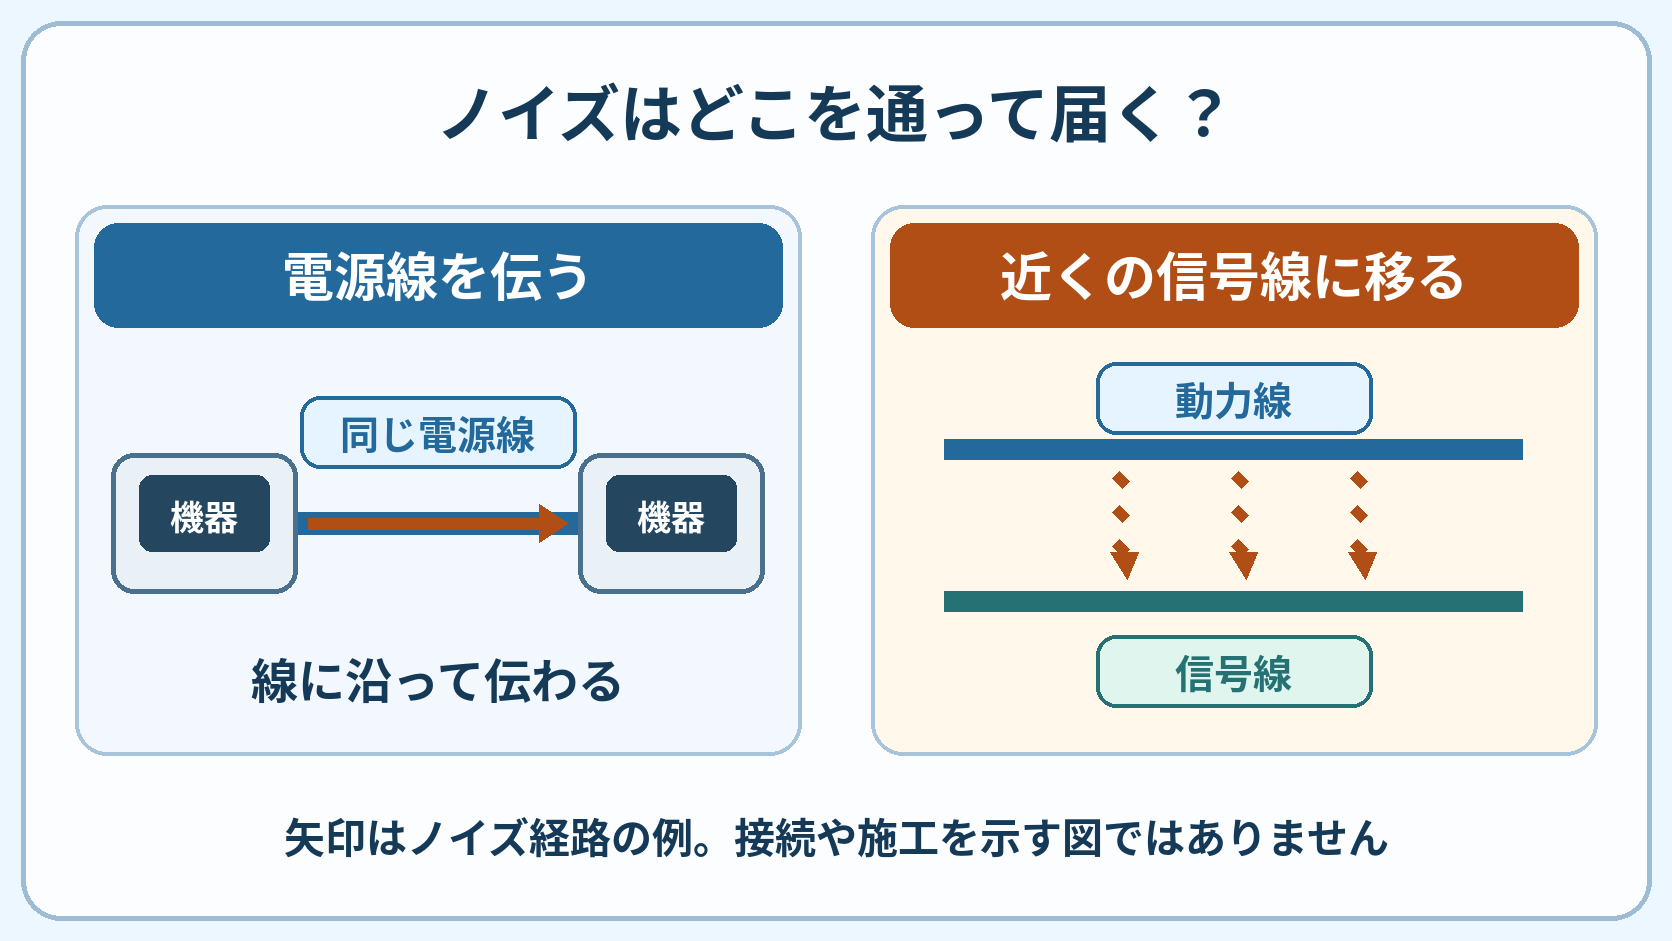 ノイズはどこを通って届く？
電源線を伝う
同じ電源線
機器
機器
線に沿って伝わる
近くの信号線に移る
動力線
信号線
矢印はノイズ経路の例。接続や施工を示す図ではありません